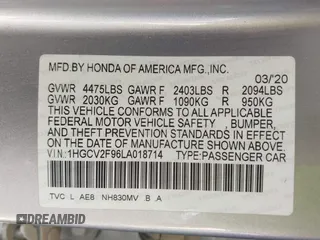 MFD.BY HONDA OF AMERICA MFG.,INC.
03/20
GVWR 4475LBS GAWR F 2403LBS R 2094LBS
GVWR 2030KG GAWR F 1090KG R 950KG
THIS VEHICLE CONFORMS TO ALL APPLICABLE
FEDERAL MOTOR VEHICLE SAFETY, BUMPER,
AND THEFT PREVENTION STANDARDS IN EFFECT
ON THE DATE OF MANUFACTURE SHOWN ABOVE.
VIN:1HGCV2F96LA018714 TYPE:PASSENGER CAR
TVC L AE8 NH830MV B A
DREAMBID